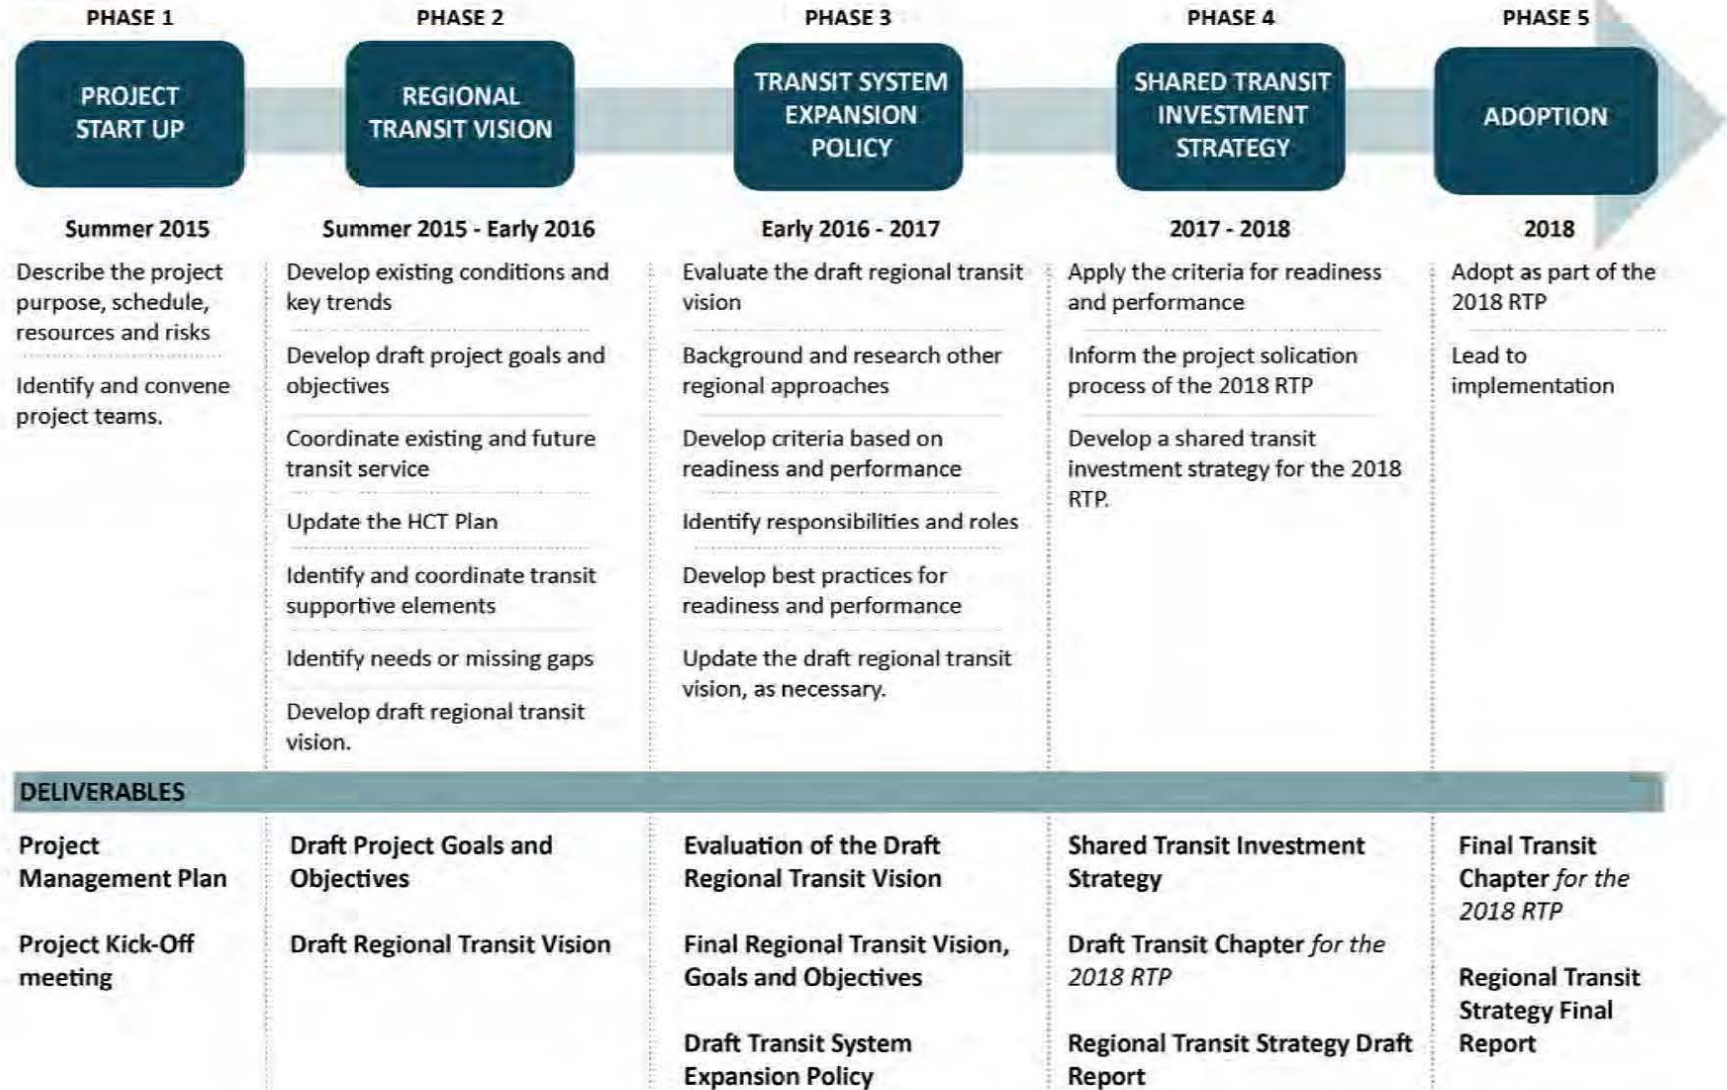 PHASE 1
PROJECT
START UP
Summer 2015
Describe the project
purpose, schedule,
resources and risks
Identify and convene
project teams.
PHASE 2
REGIONAL
TRANSIT VISION
Summer 2015 - Early 2016
Develop existing conditions and
key trends
Develop draft project goals and
objectives
Coordinate existing and future
transit service
Update the HCT Plan
Identify and coordinate transit
supportive elements
Identify needs or missing gaps
Develop draft regional transit
vision.
PHASE 3
TRANSIT SYSTEM
EXPANSION
POLICY
Early 2016 - 2017
Evaluate the draft regional transit
vision
Background and research other
regional approaches
Develop criteria based on
readiness and performance
Identify responsibilities and roles
Develop best practices for
readiness and performance
Update the draft regional transit
vision, as necessary.
PHASE 4
SHARED TRANSIT
INVESTMENT
STRATEGY
2017 - 2018
Apply the criteria for readiness
and performance
Inform the project solication
process of the 2018 RTP
Develop a shared transit
investment strategy for the 2018
RTP.
PHASE 5
ADOPTION
2018
Adopt as part of the
2018 RTP
Lead to
implementation
DELIVERABLES
Project
Management Plan
Project Kick-Off
meeting
Draft Project Goals and
Objectives
Draft Regional Transit Vision
Evaluation of the Draft
Regional Transit Vision
Final Regional Transit Vision,
Goals and Objectives
Draft Transit System
Expansion Policy
Shared Transit Investment
Strategy
Draft Transit Chapter for the
2018 RTP
Regional Transit Strategy Draft
Report
Final Transit
Chapter for the
2018 RTP
Regional Transit
Strategy Final
Report